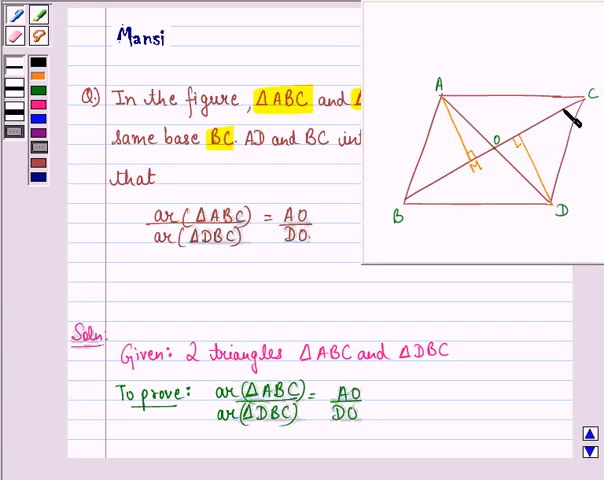 Mansi
Q.) In the figure, ΔABC and Δ
same base BC. AD and BC int
that
ar(ΔABC) = AO
ar(ΔDBC) DO.
Soln:
Given: 2 triangles ΔABC and ΔDBC
To prove: ar(ΔABC) = AO
ar(ΔDBC) DO
A
C
O
L
M
B
D